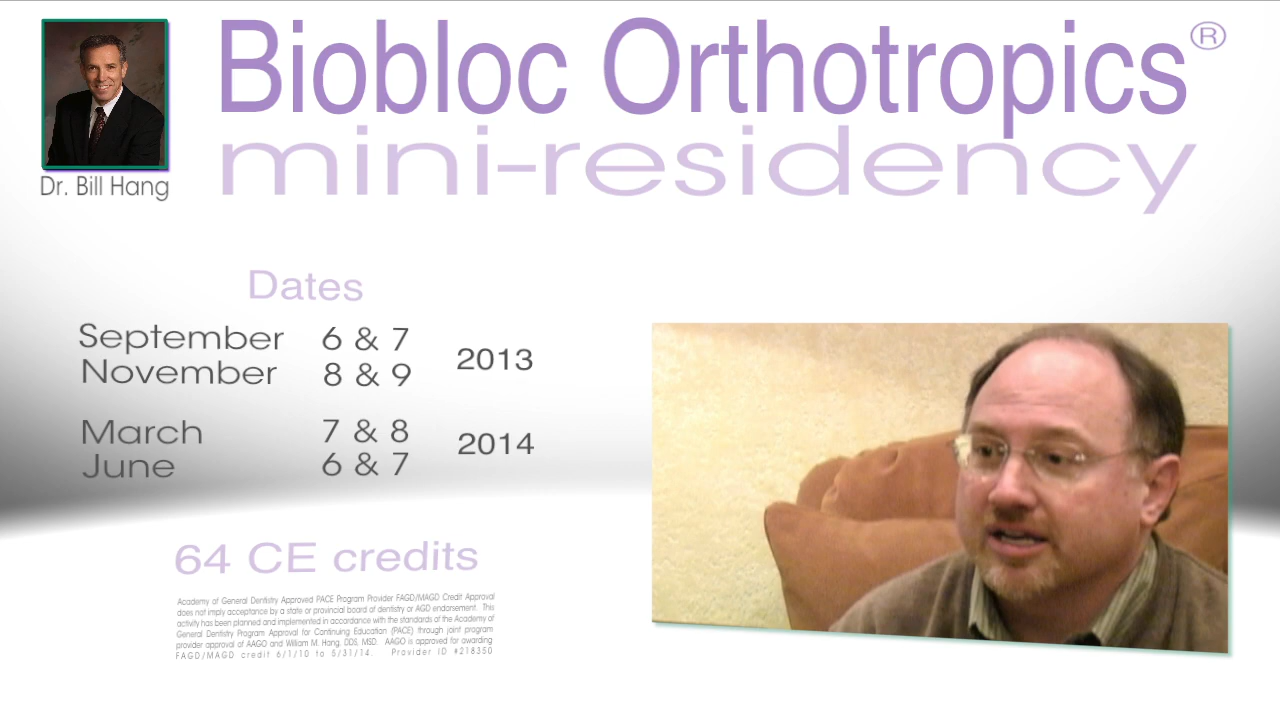 Biobloc Orthotropics®
mini-residency
Dr. Bill Hang
Dates
September 6 & 7
2013
November 8 & 9
March 7 & 8
2014
June 6 & 7
64 CE credits
Academy of General Dentistry Approved PACE Program Provider FAGD/MAGD Credit Approval
does not imply acceptance by a state or provincial board of dentistry or AGD endorsement. This
activity has been planned and implemented in accordance with the standards of the Academy of
General Dentistry Program Approval for Continuing Education (PACE) through joint program
provider approval of AAGO and William M. Hang, DDS, MSD. AAGO is approved for awarding
FAGD/MAGD credit 6/1/10 to 5/31/14. Provider ID #218350